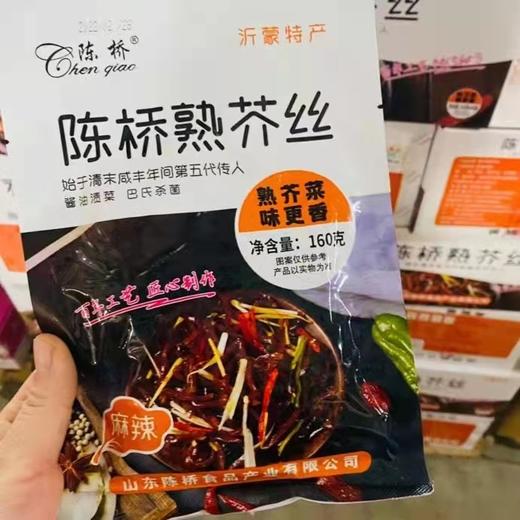 陈桥®
Chen qiao
沂蒙特产
陈桥熟芥丝
始于清末咸丰年间第五代传人
酱油渍菜 巴氏杀菌
熟芥菜
味更香
净含量：160克
图案仅供参考
产品以实物为准
百年工艺 匠心制作
麻辣
山东陈桥食品产业有限公司
陈桥熟芥丝